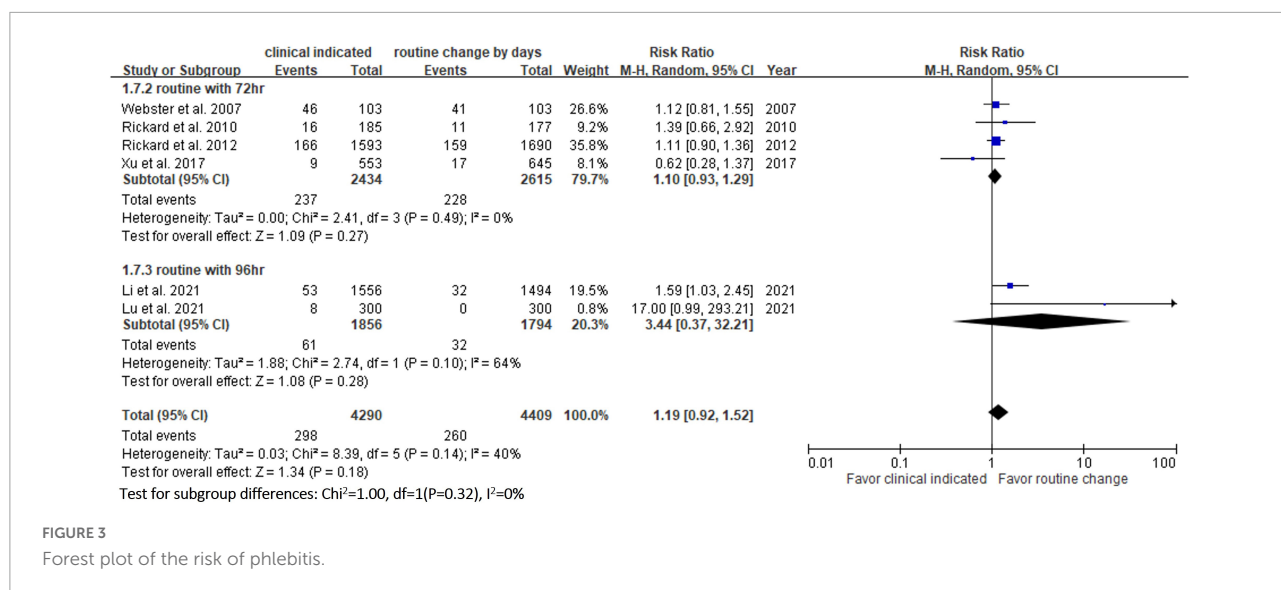 clinical indicated routine change by days Risk Ratio Risk Ratio
Study or Subgroup Events Total Events Total Weight M-H, Random, 95% CI Year M-H, Random, 95% CI
1.7.2 routine with 72hr
Webster et al. 2007 46 103 41 103 26.6% 1.12 [0.81, 1.55] 2007
Rickard et al. 2010 16 185 11 177 9.2% 1.39 [0.66, 2.92] 2010
Rickard et al. 2012 166 1593 159 1690 35.8% 1.11 [0.90, 1.36] 2012
Xu et al. 2017 9 553 17 645 8.1% 0.62 [0.28, 1.37] 2017
Subtotal (95% CI) 2434 2615 79.7% 1.10 [0.93, 1.29]
Total events 237 228
Heterogeneity: Tau² = 0.00; Chi² = 2.41, df = 3 (P = 0.49); I² = 0%
Test for overall effect: Z = 1.09 (P = 0.27)
1.7.3 routine with 96hr
Li et al. 2021 53 1556 32 1494 19.5% 1.59 [1.03, 2.45] 2021
Lu et al. 2021 8 300 0 300 0.8% 17.00 [0.99, 293.21] 2021
Subtotal (95% CI) 1856 1794 20.3% 3.44 [0.37, 32.21]
Total events 61 32
Heterogeneity: Tau² = 1.88; Chi² = 2.74, df = 1 (P = 0.10); I² = 64%
Test for overall effect: Z = 1.08 (P = 0.28)
Total (95% CI) 4290 4409 100.0% 1.19 [0.92, 1.52]
Total events 298 260
Heterogeneity: Tau² = 0.03; Chi² = 8.39, df = 5 (P = 0.14); I² = 40%
Test for overall effect: Z = 1.34 (P = 0.18)
Test for subgroup differences: Chi²=1.00, df=1(P=0.32), I²=0%
0.01 0.1 1 10 100
Favor clinical indicated Favor routine change
FIGURE 3
Forest plot of the risk of phlebitis.